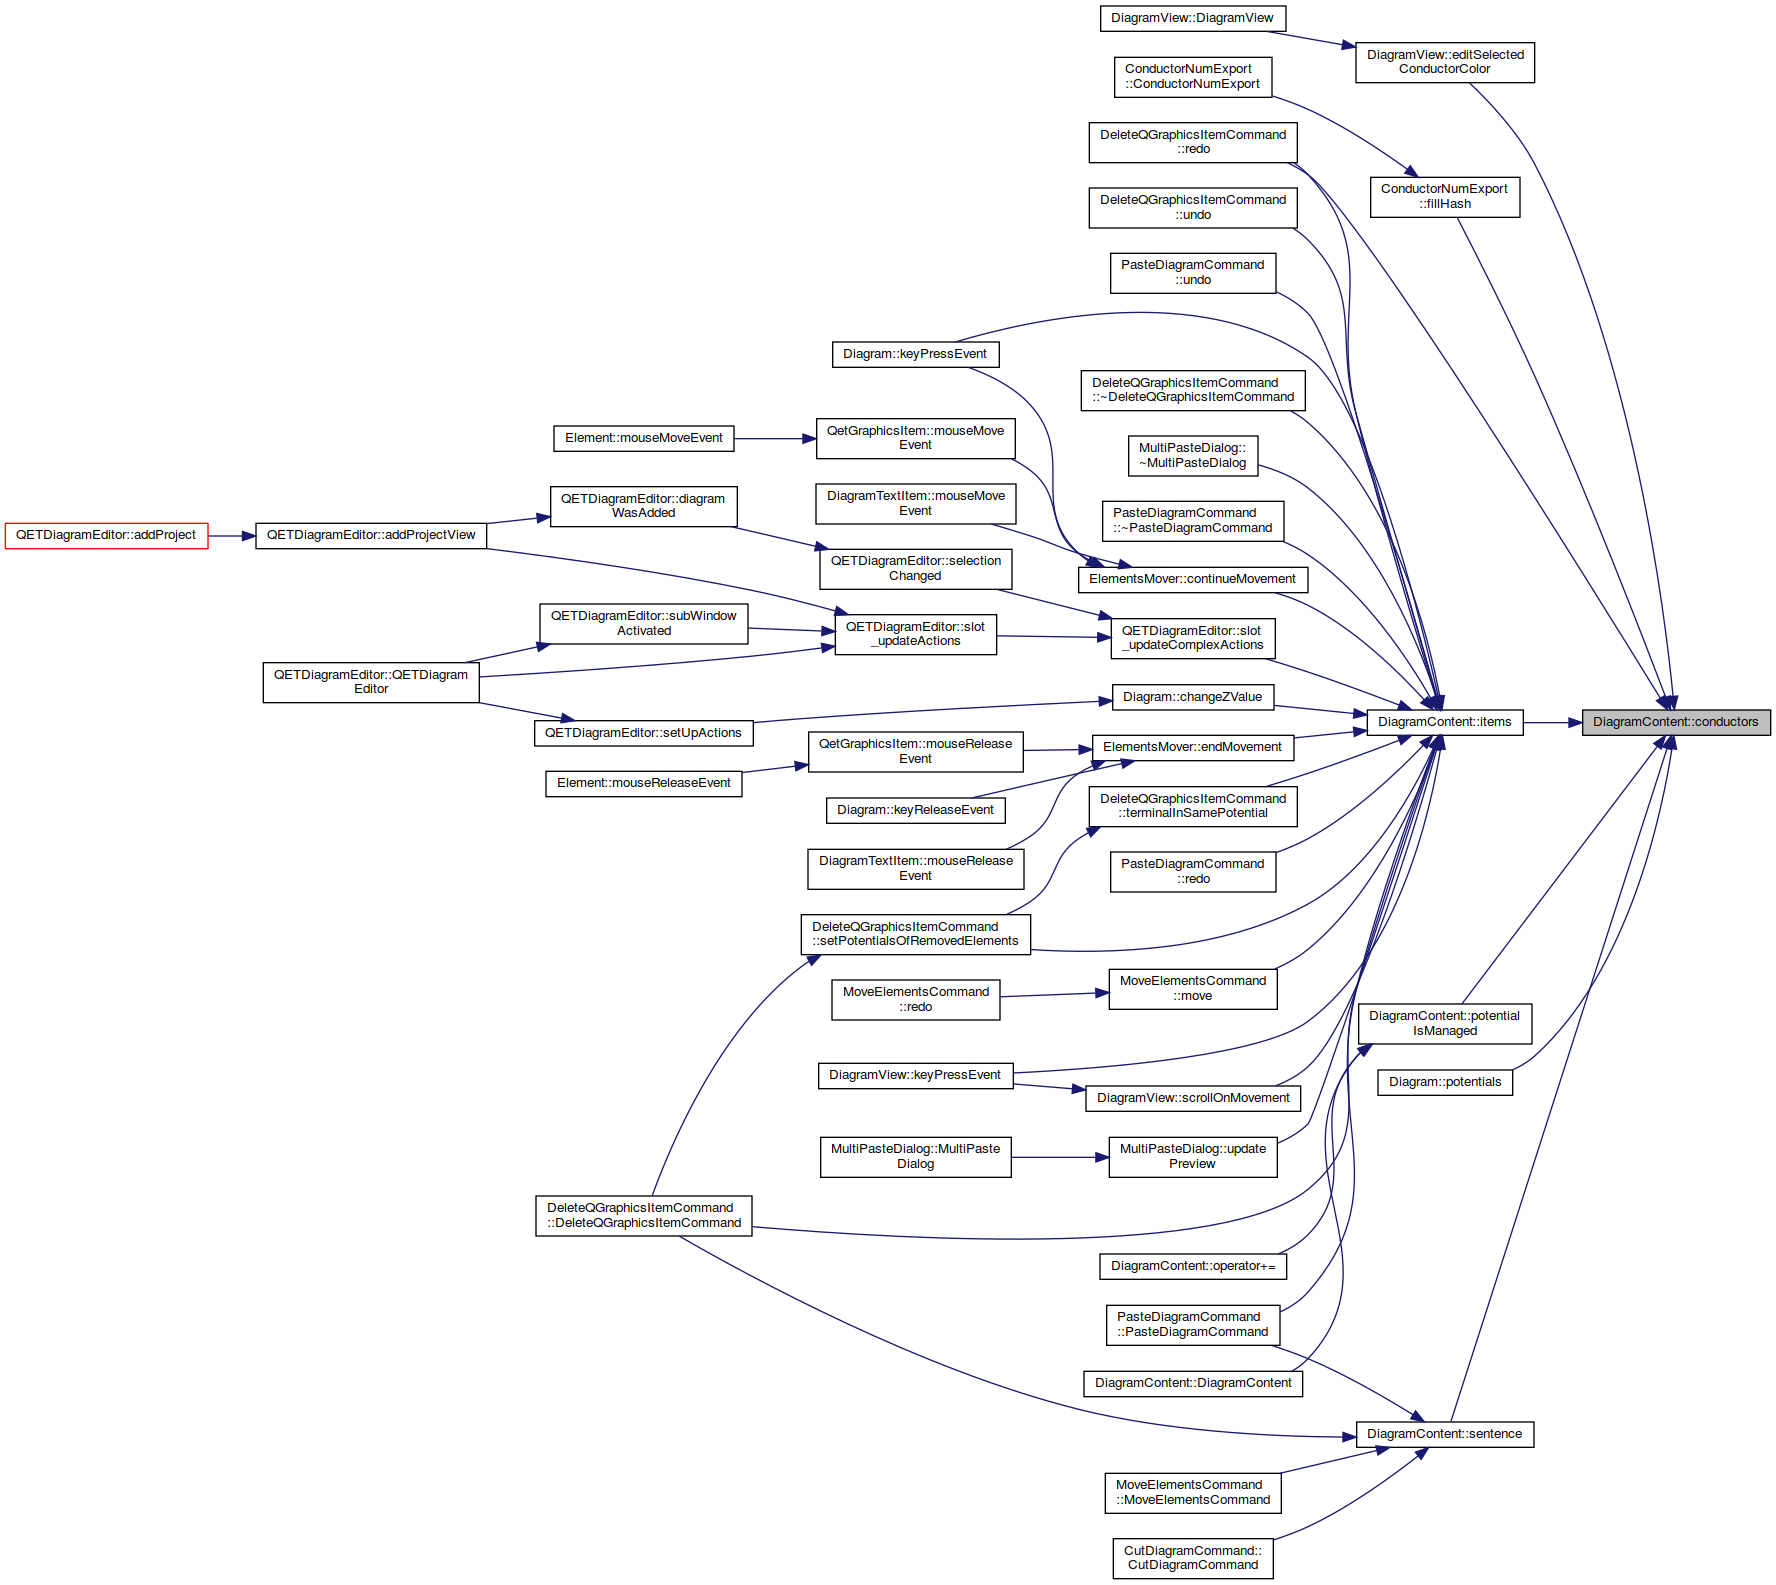 DiagramView::DiagramView
DiagramView::editSelected
ConductorColor
ConductorNumExport
::ConductorNumExport
DeleteQGraphicsItemCommand
::redo
ConductorNumExport
::fillHash
DeleteQGraphicsItemCommand
::undo
PasteDiagramCommand
::undo
Diagram::keyPressEvent
DeleteQGraphicsItemCommand
::~DeleteQGraphicsItemCommand
Element::mouseMoveEvent
QetGraphicsItem::mouseMove
Event
MultiPasteDialog::
~MultiPasteDialog
QETDiagramEditor::diagram
WasAdded
DiagramTextItem::mouseMove
Event
PasteDiagramCommand
::~PasteDiagramCommand
QETDiagramEditor::addProject
QETDiagramEditor::addProjectView
QETDiagramEditor::selection
Changed
ElementsMover::continueMovement
QETDiagramEditor::subWindow
Activated
QETDiagramEditor::slot
_updateActions
QETDiagramEditor::slot
_updateComplexActions
QETDiagramEditor::QETDiagram
Editor
Diagram::changeZValue
QETDiagramEditor::setUpActions
DiagramContent::items
DiagramContent::conductors
QetGraphicsItem::mouseRelease
Event
ElementsMover::endMovement
Element::mouseReleaseEvent
Diagram::keyReleaseEvent
DeleteQGraphicsItemCommand
::terminalInSamePotential
DiagramTextItem::mouseRelease
Event
PasteDiagramCommand
::redo
DeleteQGraphicsItemCommand
::setPotentialsOfRemovedElements
MoveElementsCommand
::redo
MoveElementsCommand
::move
DiagramContent::potential
IsManaged
DiagramView::keyPressEvent
Diagram::potentials
DiagramView::scrollOnMovement
MultiPasteDialog::MultiPaste
Dialog
MultiPasteDialog::update
Preview
DeleteQGraphicsItemCommand
::DeleteQGraphicsItemCommand
DiagramContent::operator+=
PasteDiagramCommand
::PasteDiagramCommand
DiagramContent::DiagramContent
DiagramContent::sentence
MoveElementsCommand
::MoveElementsCommand
CutDiagramCommand::
CutDiagramCommand